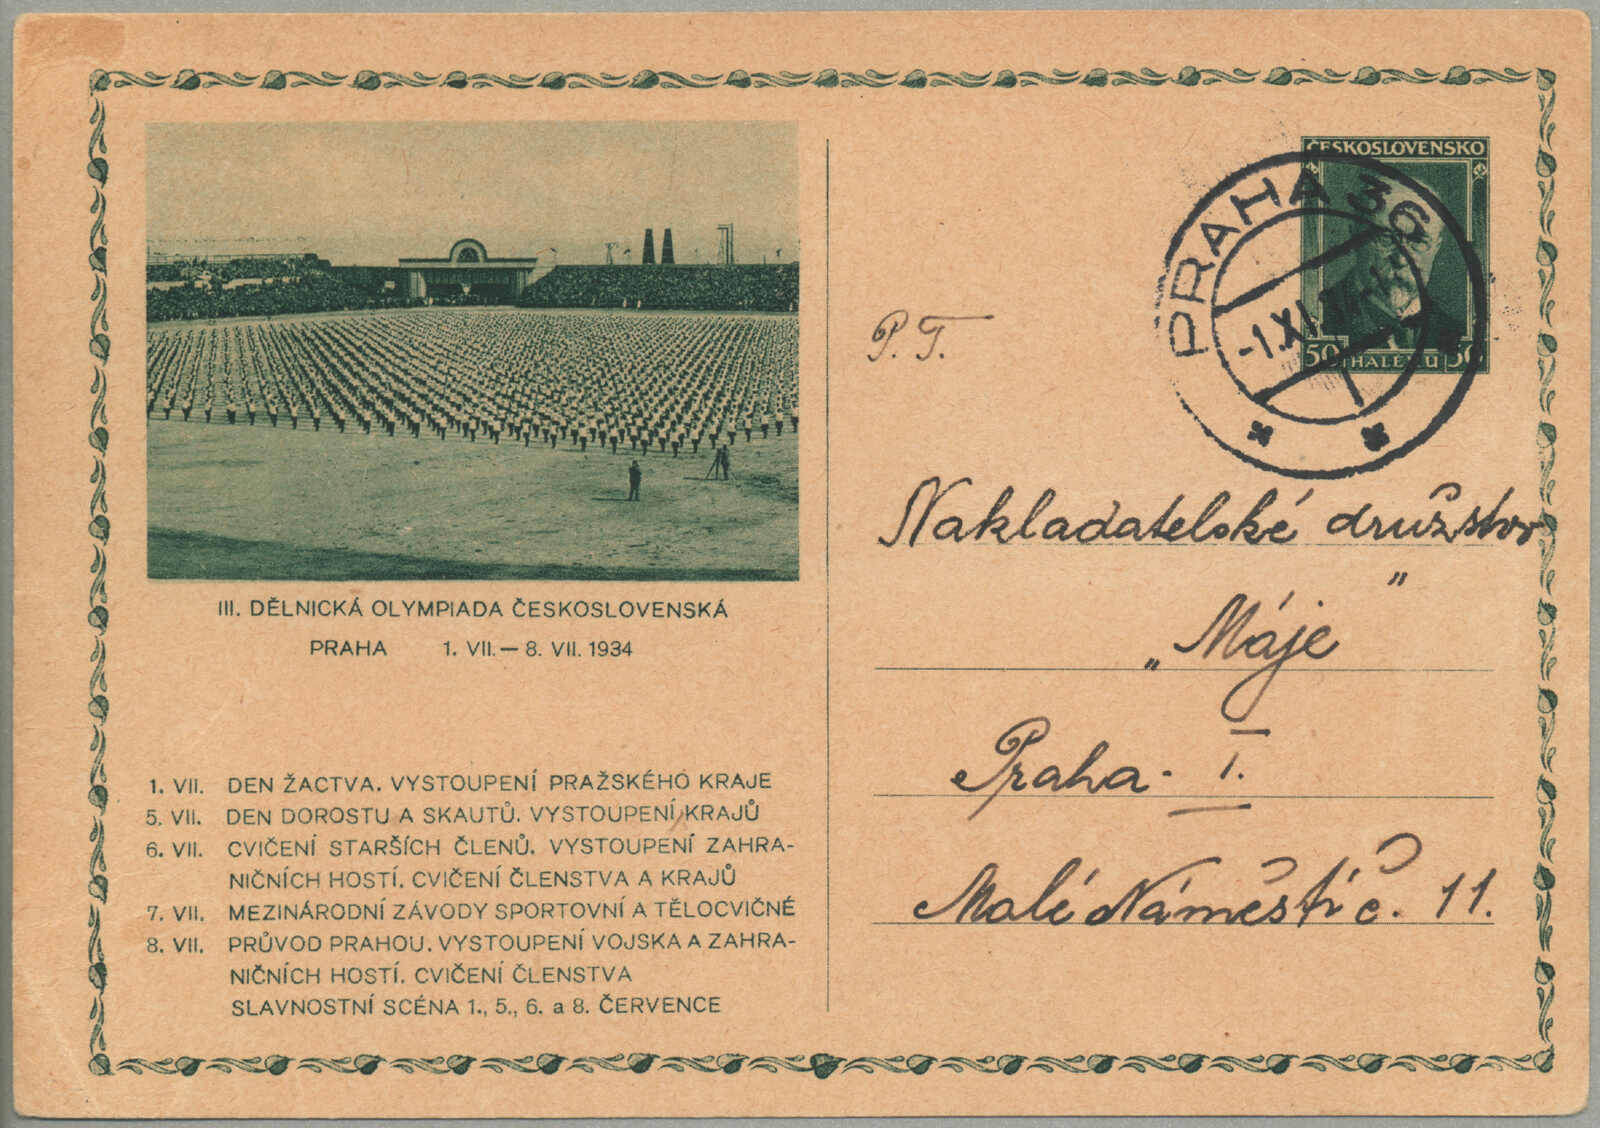 III. DĚLNICKÁ OLYMPIADA ČESKOSLOVENSKÁ
PRAHA 1. VII. — 8. VII. 1934
1. VII. DEN ŽACTVA. VYSTOUPENÍ PRAŽSKÉHO KRAJE
5. VII. DEN DOROSTU A SKAUTŮ. VYSTOUPENÍ KRAJŮ
6. VII. CVIČENÍ STARŠÍCH ČLENŮ. VYSTOUPENÍ ZAHRA-
NIČNÍCH HOSTÍ. CVIČENÍ ČLENSTVA A KRAJŮ
7. VII. MEZINÁRODNÍ ZÁVODY SPORTOVNÍ A TĚLOCVIČNÉ
8. VII. PRŮVOD PRAHOU. VYSTOUPENÍ VOJSKA A ZAHRA-
NIČNÍCH HOSTÍ. CVIČENÍ ČLENSTVA
SLAVNOSTNÍ SCÉNA 1., 5., 6. a 8. ČERVENCE
ČESKOSLOVENSKO
50 HALÉŘŮ 50
PRAHA 36
-1.XI.34
P. T.
Nakladatelské družstvo
„Máje"
Praha - I.
Malé Náměstí č. 11.